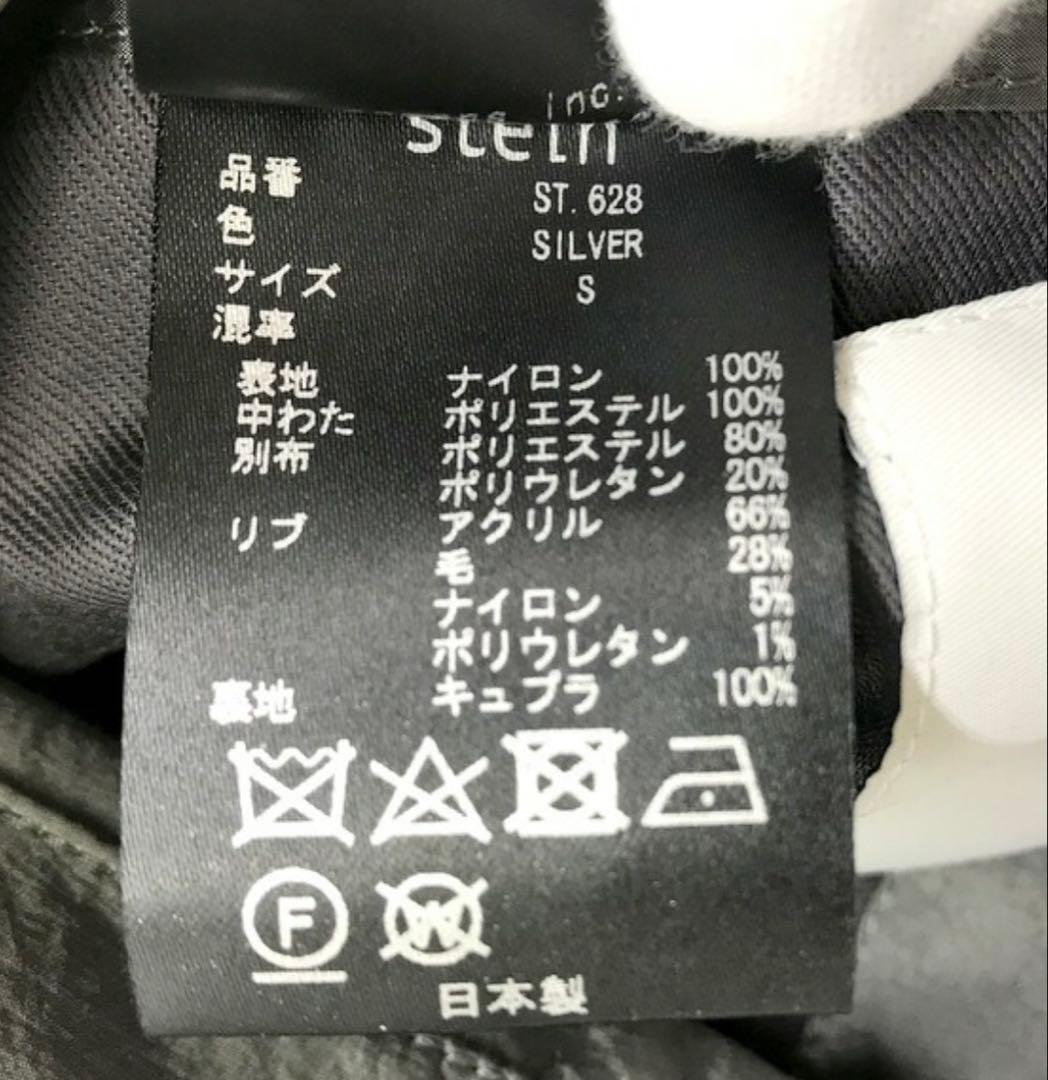 inc.
stein
品番 ST. 628
色 SILVER
サイズ S
混率
表地 ナイロン 100%
中わた ポリエステル 100%
別布 ポリエステル 80%
ポリウレタン 20%
リブ アクリル 66%
毛 28%
ナイロン 5%
ポリウレタン 1%
裏地 キュプラ 100%
F W
日本製